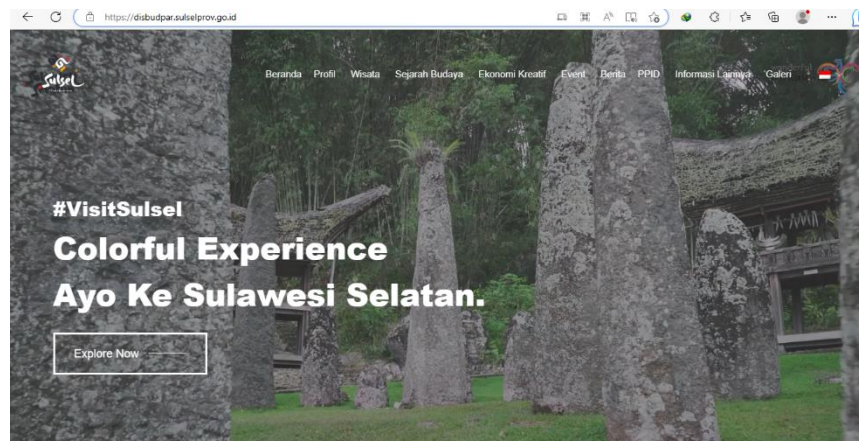 https://disbudpar.sulselprov.go.id
Sulsel
Beranda Profil Wisata Sejarah Budaya Ekonomi Kreatif Event Berita PPID Informasi Lainnya Galeri
#VisitSulsel
Colorful Experience
Ayo Ke Sulawesi Selatan.
Explore Now